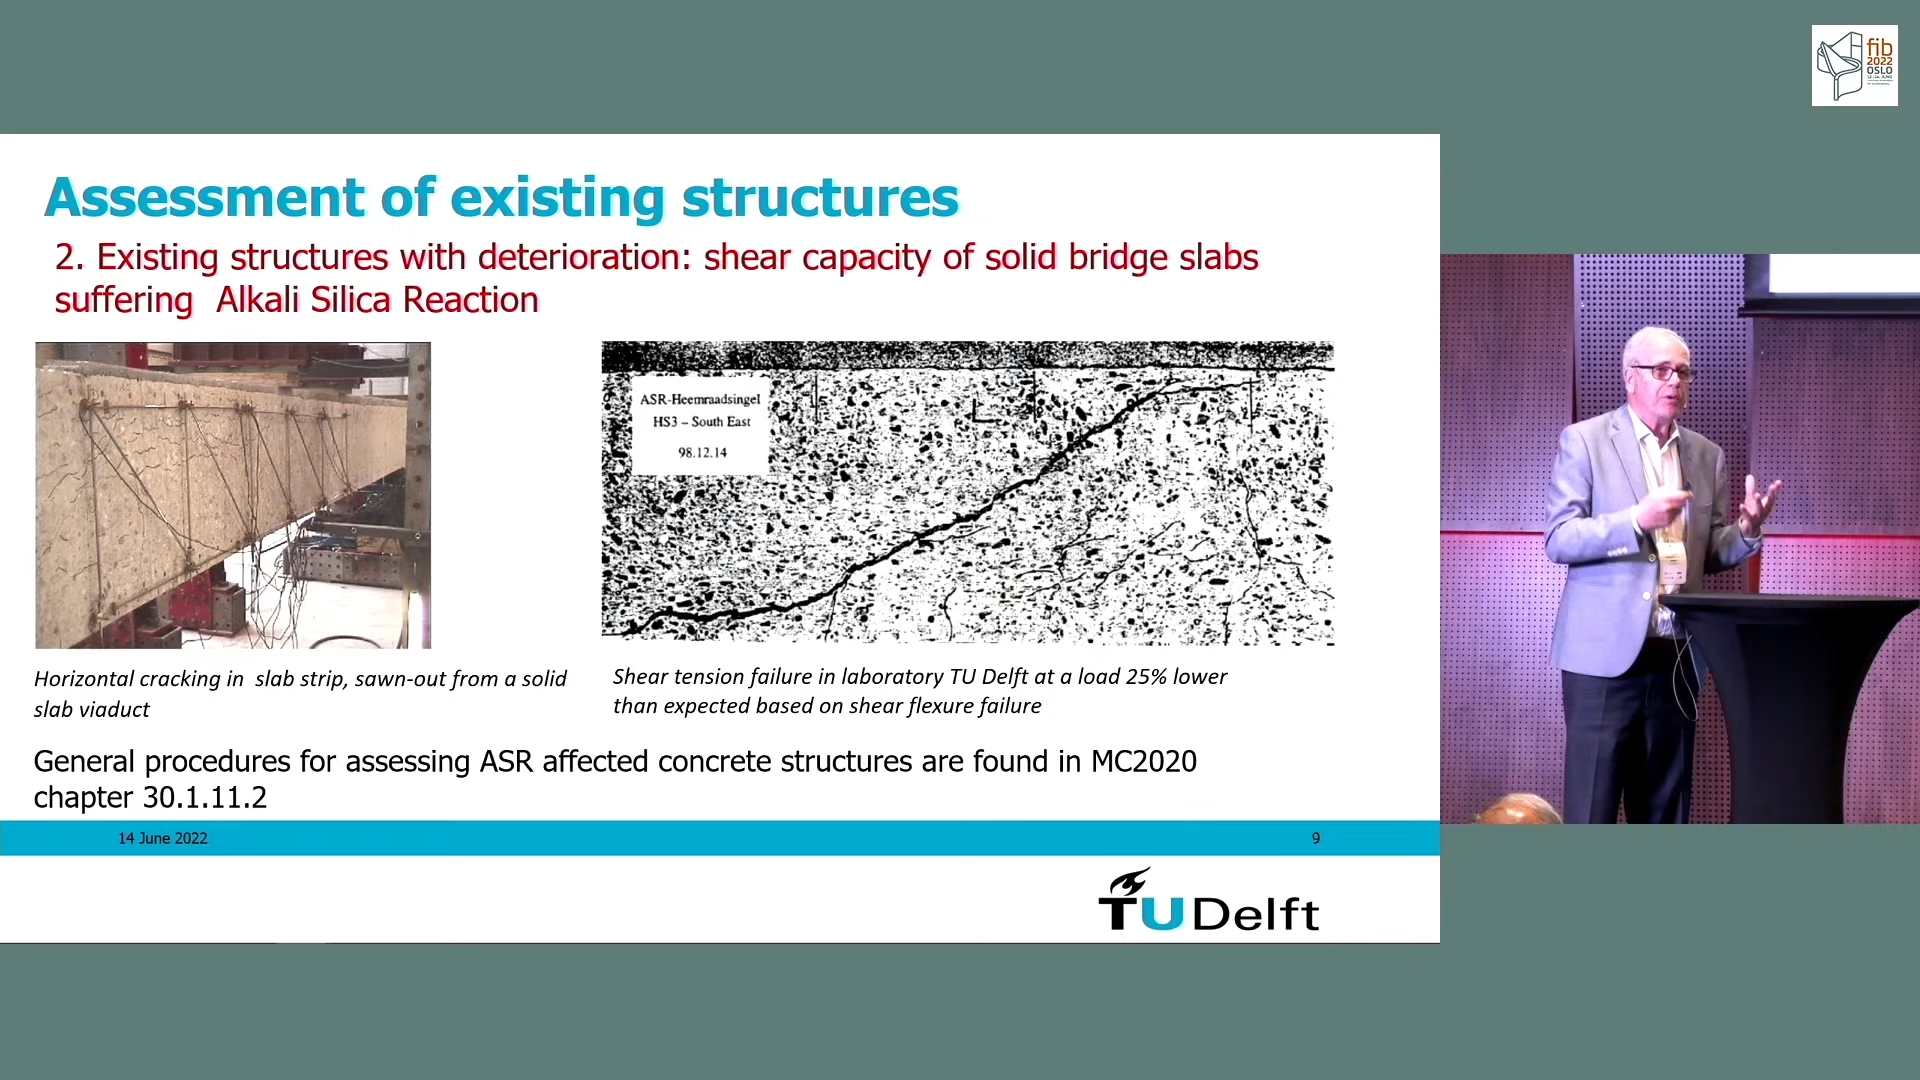 fib
2022
OSLO
Assessment of existing structures
2. Existing structures with deterioration: shear capacity of solid bridge slabs
suffering Alkali Silica Reaction
ASR-Heemraadsingel
HS3 – South East
98.12.14
Horizontal cracking in slab strip, sawn-out from a solid
slab viaduct
Shear tension failure in laboratory TU Delft at a load 25% lower
than expected based on shear flexure failure
General procedures for assessing ASR affected concrete structures are found in MC2020
chapter 30.1.11.2
14 June 2022
9
TU Delft